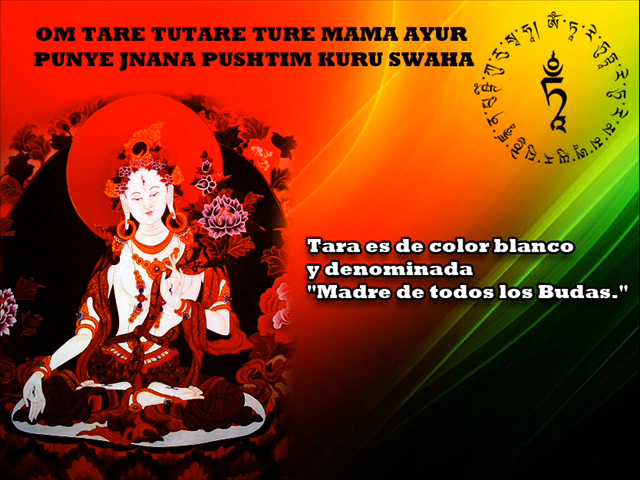 OM TARE TUTARE TURE MAMA AYUR
PUNYE JNANA PUSHTIM KURU SWAHA
Tara es de color blanco
y denominada
"Madre de todos los Budas."